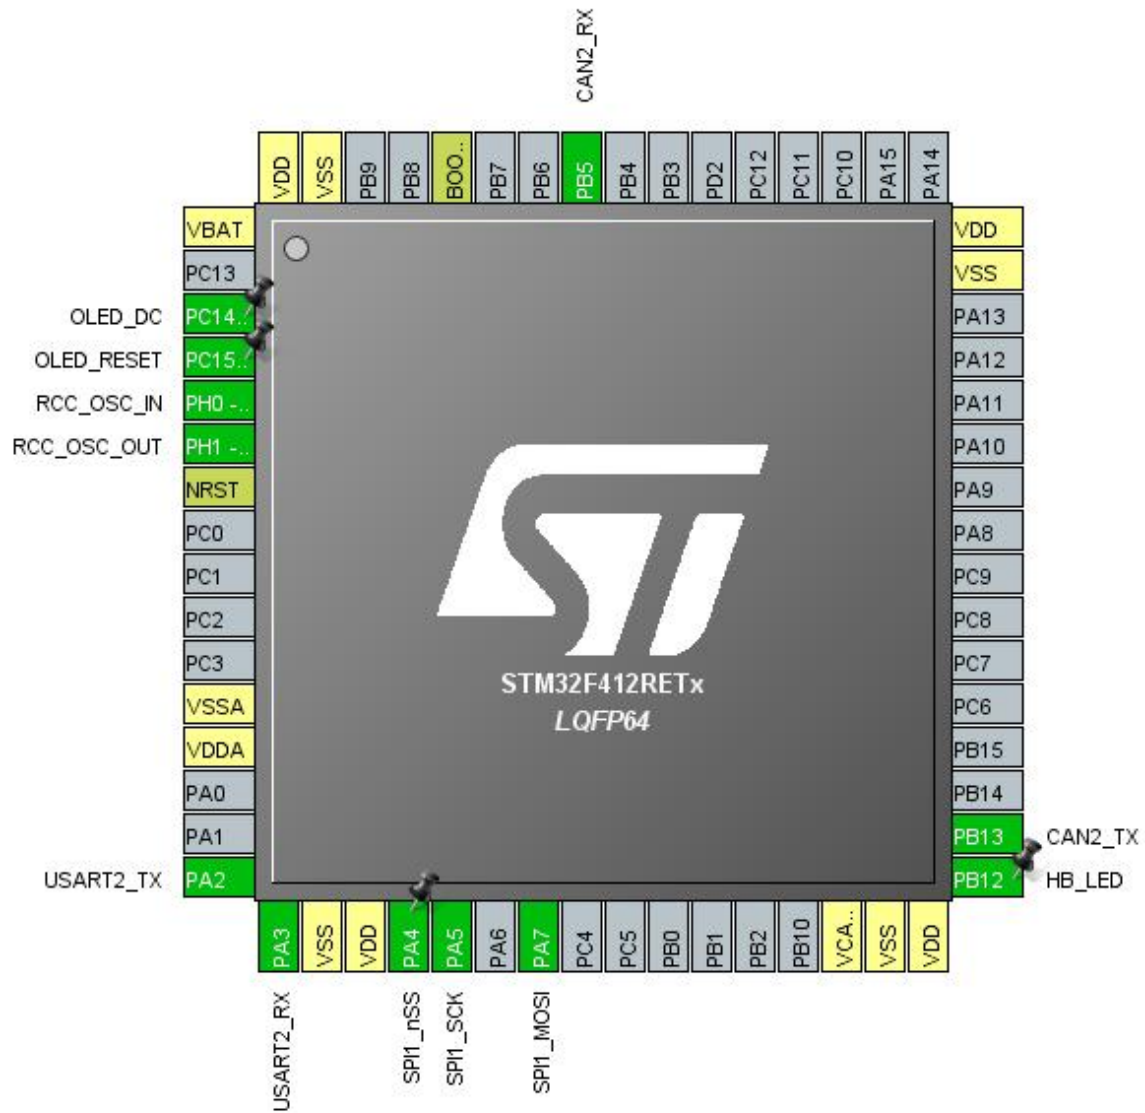 CAN2_RX
VDD
VSS
PB9
PB8
BOO..
PB7
PB6
PB5
PB4
PB3
PD2
PC12
PC11
PC10
PA15
PA14
VBAT
PC13
OLED_DC PC14..
OLED_RESET PC15..
RCC_OSC_IN PH0 -..
RCC_OSC_OUT PH1 -..
NRST
PC0
PC1
PC2
PC3
VSSA
VDDA
PA0
PA1
USART2_TX PA2
ST
STM32F412RETx
LQFP64
VDD
VSS
PA13
PA12
PA11
PA10
PA9
PA8
PC9
PC8
PC7
PC6
PB15
PB14
PB13 CAN2_TX
PB12 HB_LED
PA3
VSS
VDD
PA4
PA5
PA6
PA7
PC4
PC5
PB0
PB1
PB2
PB10
VCA..
VSS
VDD
USART2_RX
SPI1_nSS
SPI1_SCK
SPI1_MOSI